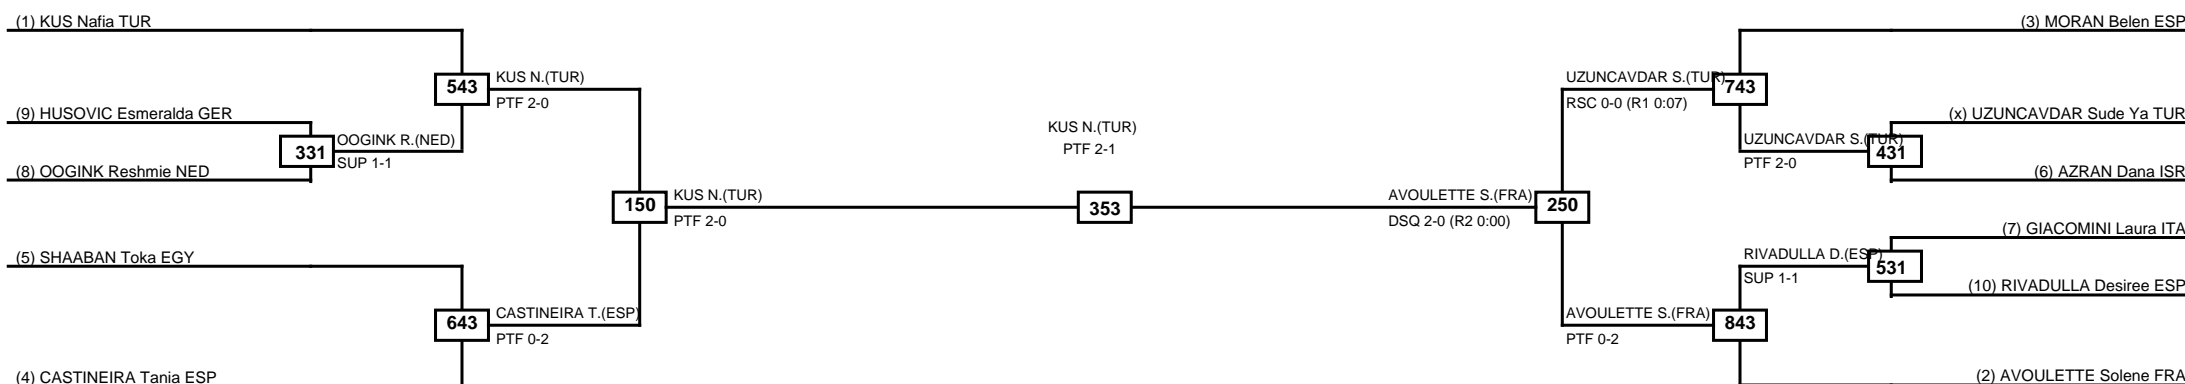 (1) KUS Nafia TUR
(3) MORAN Belen ESP
543
KUS N.(TUR)
PTF 2-0
UZUNCAVDAR S.(TUR)
RSC 0-0 (R1 0:07)
743
(9) HUSOVIC Esmeralda GER
(x) UZUNCAVDAR Sude Ya TUR
KUS N.(TUR)
PTF 2-1
331
OOGINK R.(NED)
SUP 1-1
UZUNCAVDAR S.(TUR)
PTF 2-0
431
(8) OOGINK Reshmie NED
(6) AZRAN Dana ISR
150
KUS N.(TUR)
PTF 2-0
353
AVOULETTE S.(FRA)
DSQ 2-0 (R2 0:00)
250
(7) GIACOMINI Laura ITA
(5) SHAABAN Toka EGY
RIVADULLA D.(ESP)
SUP 1-1
531
(10) RIVADULLA Desiree ESP
643
CASTINEIRA T.(ESP)
PTF 0-2
AVOULETTE S.(FRA)
PTF 0-2
843
(4) CASTINEIRA Tania ESP
(2) AVOULETTE Solene FRA